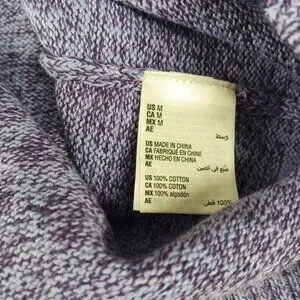 US M
CA M
MX M
AE وسط
US MADE IN CHINA
CA FABRIQUÉ EN CHINE
MX HECHO EN CHINA
AE صنع في الصين
US 100% COTTON
CA 100% COTON
MX 100% algodón
AE 100% قطن